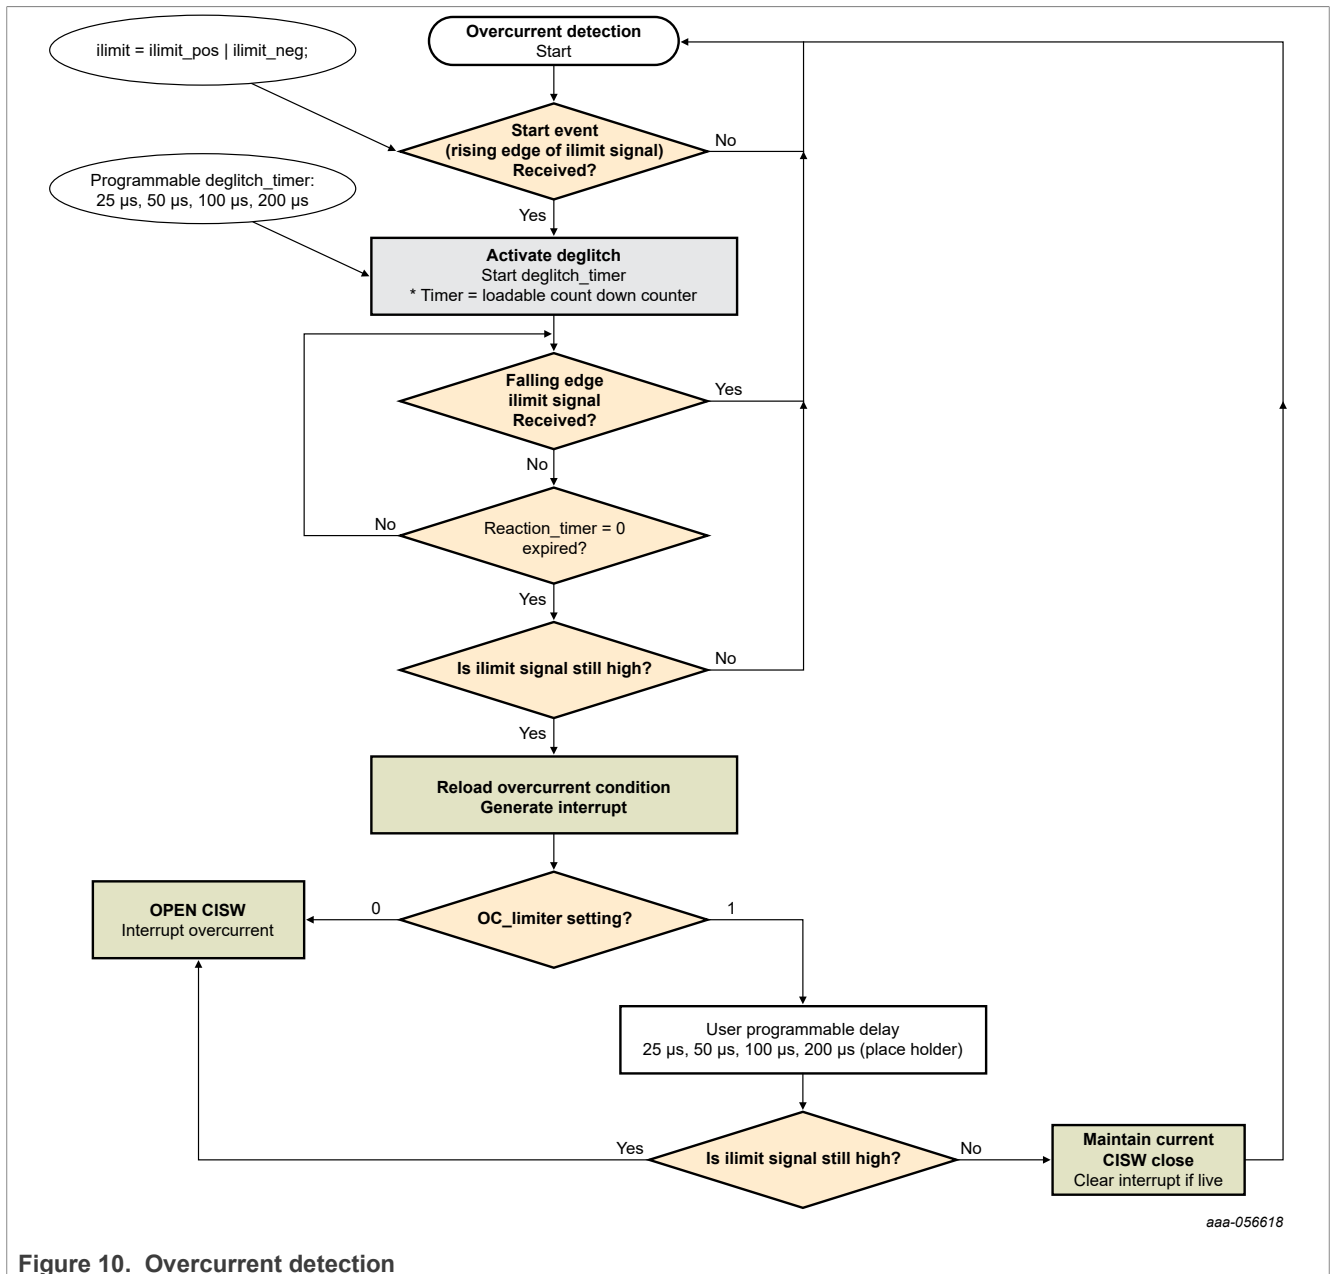 ilimit = ilimit_pos | ilimit_neg;
Overcurrent detection
Start
Start event
(rising edge of ilimit signal)
Received?
No
Programmable deglitch_timer:
25 µs, 50 µs, 100 µs, 200 µs
Yes
Activate deglitch
Start deglitch_timer
* Timer = loadable count down counter
Falling edge
ilimit signal
Received?
Yes
No
Reaction_timer = 0
expired?
No
Yes
Is ilimit signal still high?
No
Yes
Reload overcurrent condition
Generate interrupt
OPEN CISW
Interrupt overcurrent
0
OC_limiter setting?
1
User programmable delay
25 µs, 50 µs, 100 µs, 200 µs (place holder)
Yes
Is ilimit signal still high?
No
Maintain current
CISW close
Clear interrupt if live
aaa-056618
Figure 10. Overcurrent detection